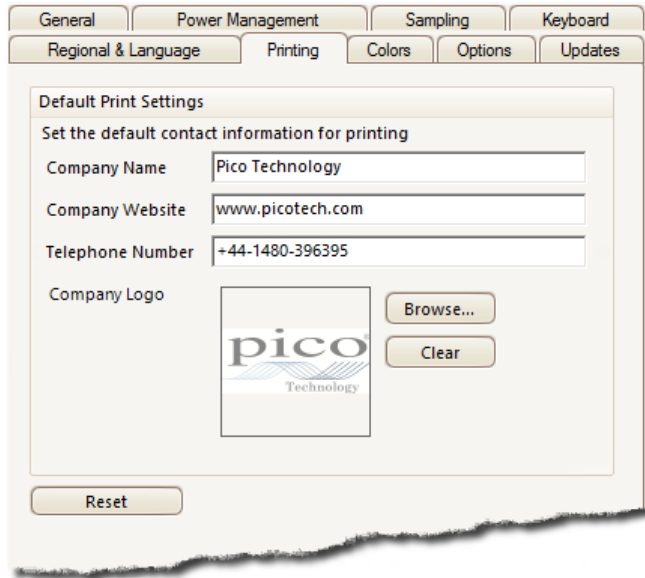 General Power Management Sampling Keyboard
Regional & Language Printing Colors Options Updates
Default Print Settings
Set the default contact information for printing
Company Name Pico Technology
Company Website www.picotech.com
Telephone Number +44-1480-396395
Company Logo
Browse...
pico®
Clear
Technology
Reset